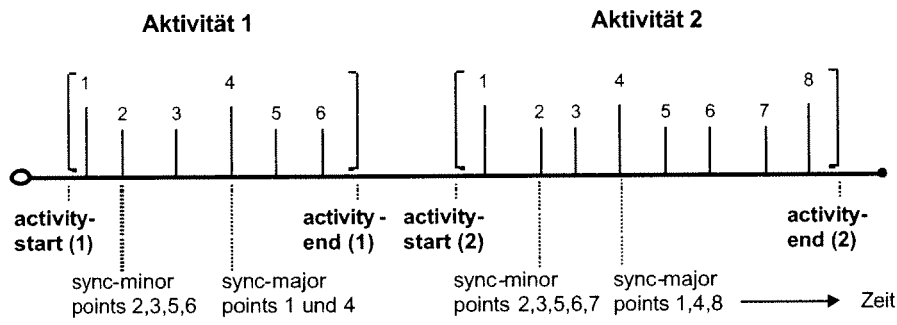 Aktivität 1
Aktivität 2
1 4 1 4 8
2 3 5 6 2 3 5 6 7
activity- activity- activity- activity-
start (1) end (1) start (2) end (2)
sync-minor sync-major sync-minor sync-major
points 2,3,5,6 points 1 und 4 points 2,3,5,6,7 points 1,4,8 Zeit